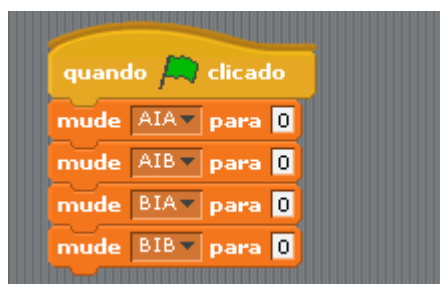 quando clicado
mude AIA para 0
mude AIB para 0
mude BIA para 0
mude BIB para 0